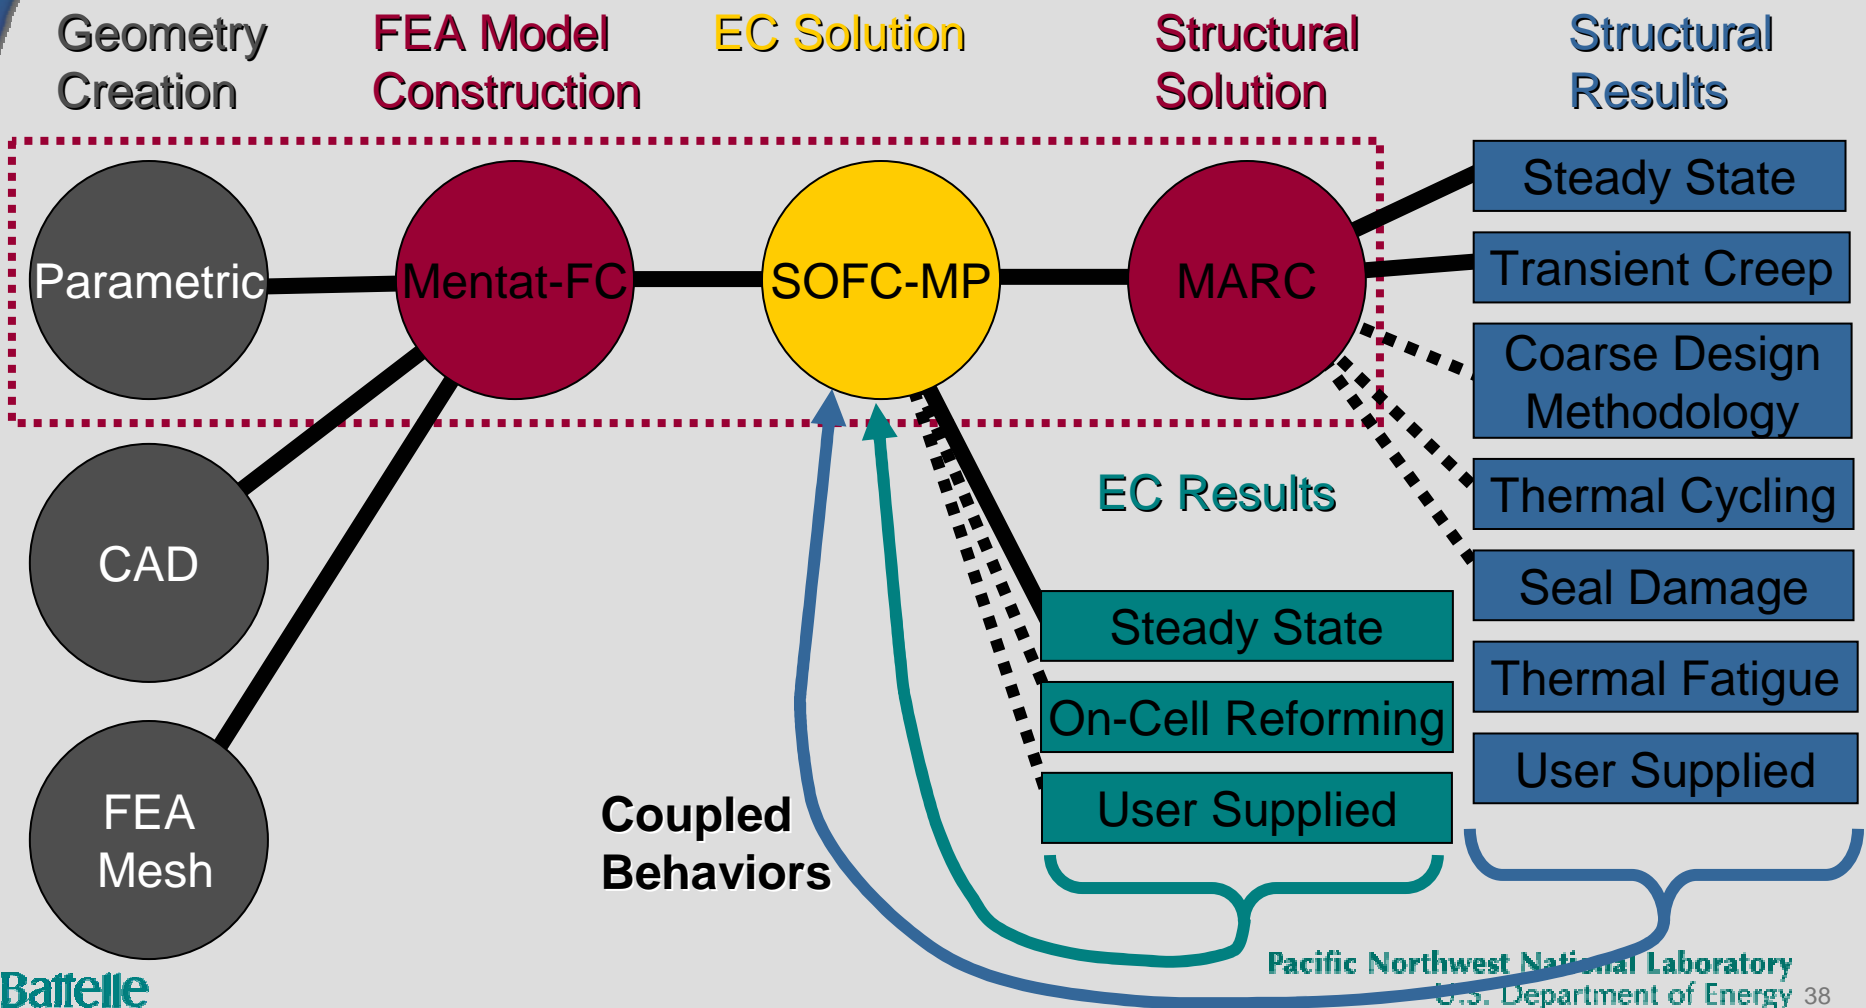 Geometry
Creation
FEA Model
Construction
EC Solution
Structural
Solution
Structural
Results
Parametric
Mentat-FC
SOFC-MP
MARC
CAD
FEA
Mesh
Steady State
Transient Creep
Coarse Design
Methodology
Thermal Cycling
Seal Damage
Thermal Fatigue
User Supplied
EC Results
Steady State
On-Cell Reforming
User Supplied
Coupled
Behaviors
Battelle
Pacific Northwest National Laboratory
U.S. Department of Energy 38